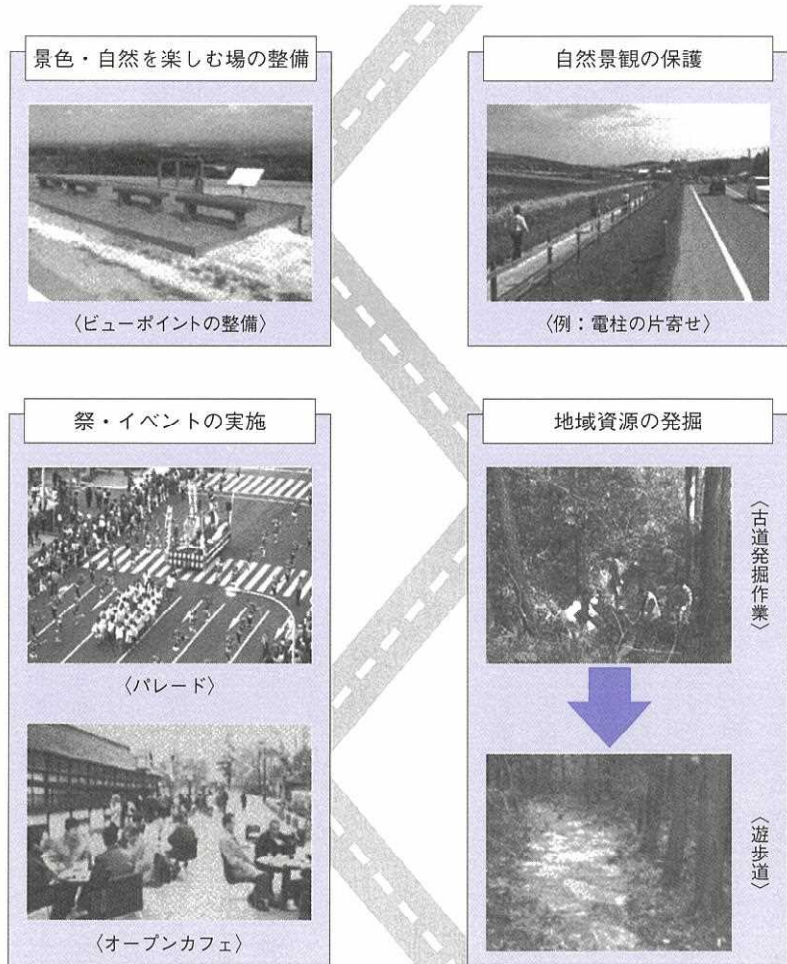 景色・自然を楽しむ場の整備
〈ビューポイントの整備〉
自然景観の保護
〈例：電柱の片寄せ〉
祭・イベントの実施
〈パレード〉
〈オープンカフェ〉
地域資源の発掘
〈古道発掘作業〉
〈遊歩道〉